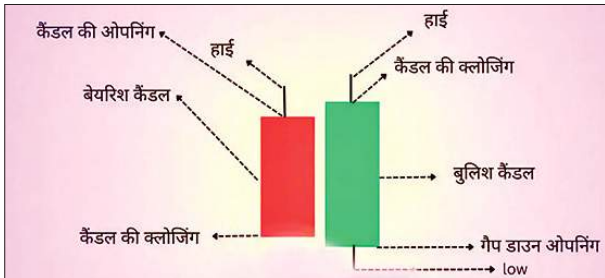 कैंडल की ओपनिंग
हाई
हाई
कैंडल की क्लोजिंग
बेयरिश कैंडल
बुलिश कैंडल
कैंडल की क्लोजिंग
गैप डाउन ओपनिंग
low